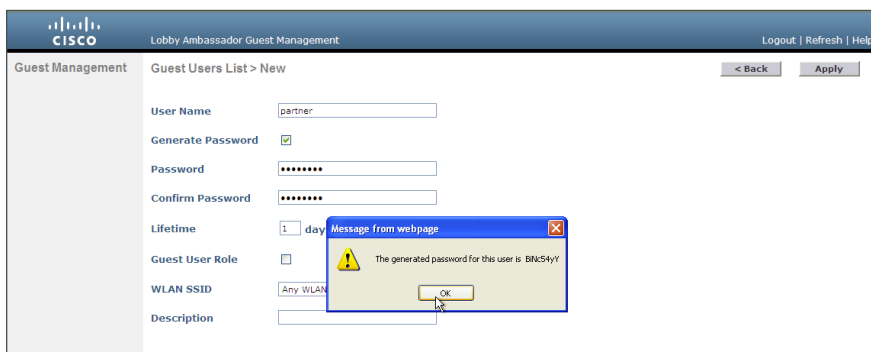 CISCO
Lobby Ambassador Guest Management
Logout | Refresh | Help
Guest Management
Guest Users List > New
< Back
Apply
User Name
partner
Generate Password
Password
••••••••
Confirm Password
••••••••
Lifetime
1 day
Message from webpage
The generated password for this user is BiNc54yY
OK
Guest User Role
WLAN SSID
Any WLAN
Description